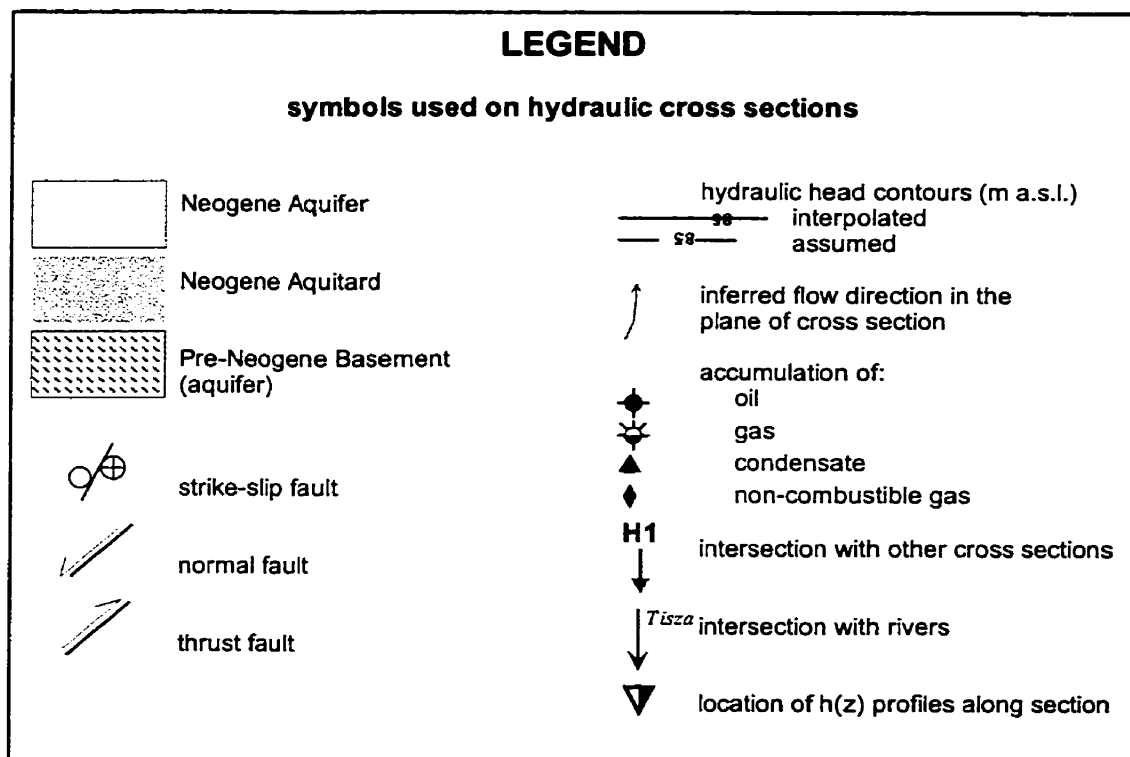 LEGEND
symbols used on hydraulic cross sections
Neogene Aquifer
Neogene Aquitard
Pre-Neogene Basement
(aquifer)
strike-slip fault
normal fault
thrust fault
hydraulic head contours (m a.s.l.)
interpolated
85
assumed
inferred flow direction in the
plane of cross section
accumulation of:
oil
gas
condensate
non-combustible gas
H1
intersection with other cross sections
Tisza
intersection with rivers
location of h(z) profiles along section